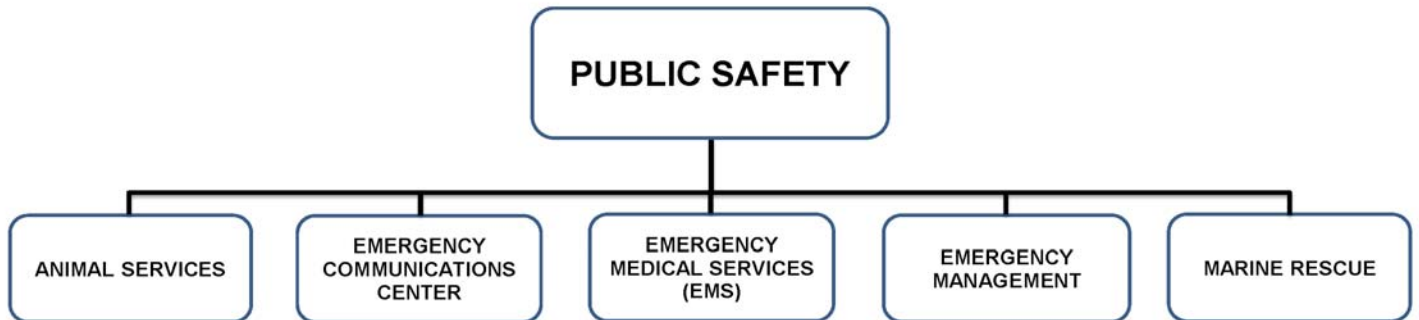 PUBLIC SAFETY
ANIMAL SERVICES
EMERGENCY
COMMUNICATIONS
CENTER
EMERGENCY
MEDICAL SERVICES
(EMS)
EMERGENCY
MANAGEMENT
MARINE RESCUE